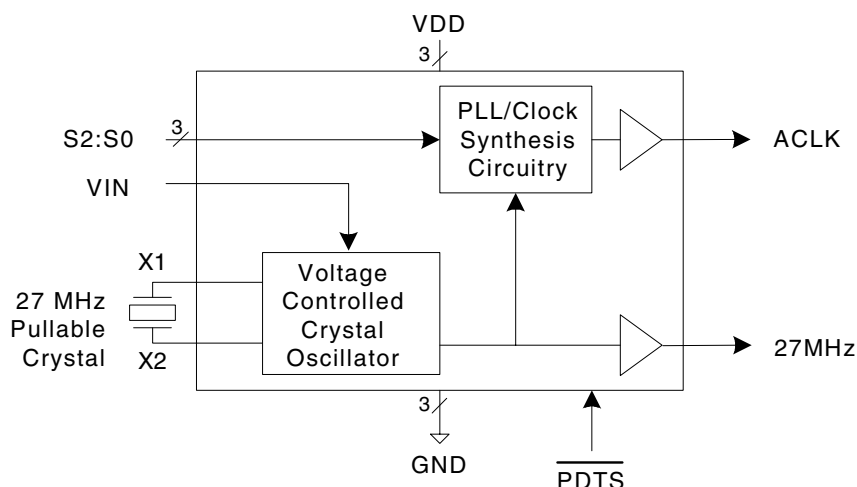 VDD
3
PLL/Clock
Synthesis
Circuitry
S2:S0
3
ACLK
VIN
X1
27 MHz
Pullable
Crystal
X2
Voltage
Controlled
Crystal
Oscillator
27MHz
3
GND
PDTS